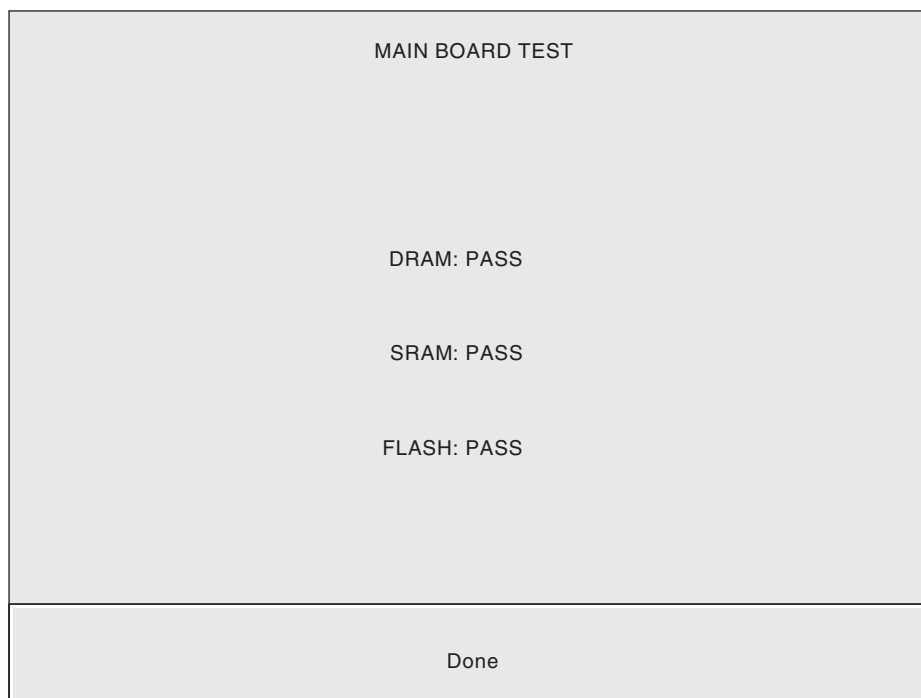 MAIN BOARD TEST
DRAM: PASS
SRAM: PASS
FLASH: PASS
Done